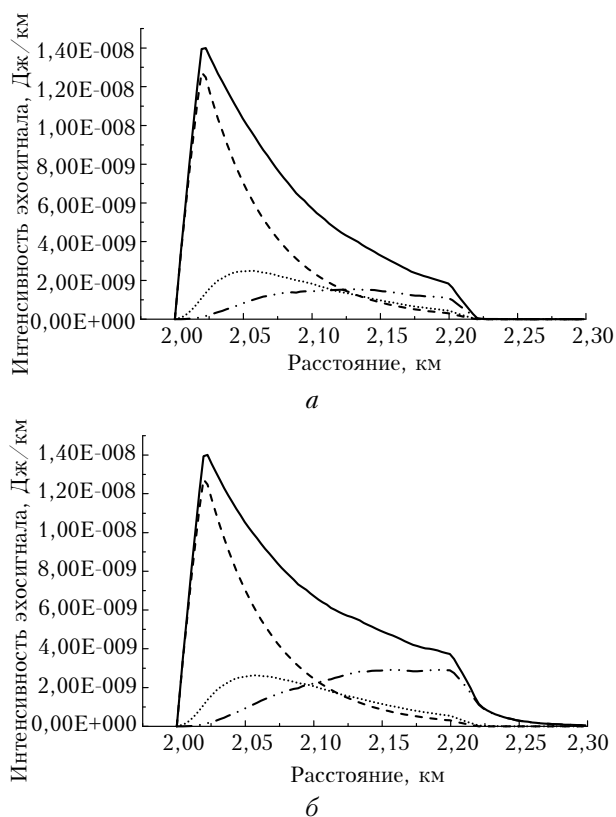 Интенсивность эхосигнала, Дж/км
1,40E-008
1,20E-008
1,00E-008
8,00E-009
6,00E-009
4,00E-009
2,00E-009
0,00E+000
2,00 2,05 2,10 2,15 2,20 2,25 2,30
Расстояние, км
а
Интенсивность эхосигнала, Дж/км
1,40E-008
1,20E-008
1,00E-008
8,00E-009
6,00E-009
4,00E-009
2,00E-009
0,00E+000
2,00 2,05 2,10 2,15 2,20 2,25 2,30
Расстояние, км
б